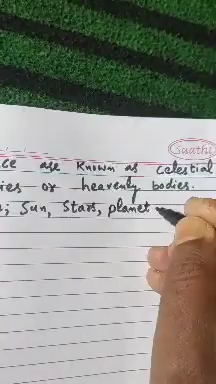 Saathi
ce are known as celestial
ies or heavenly bodies.
; Sun, Stars, planet